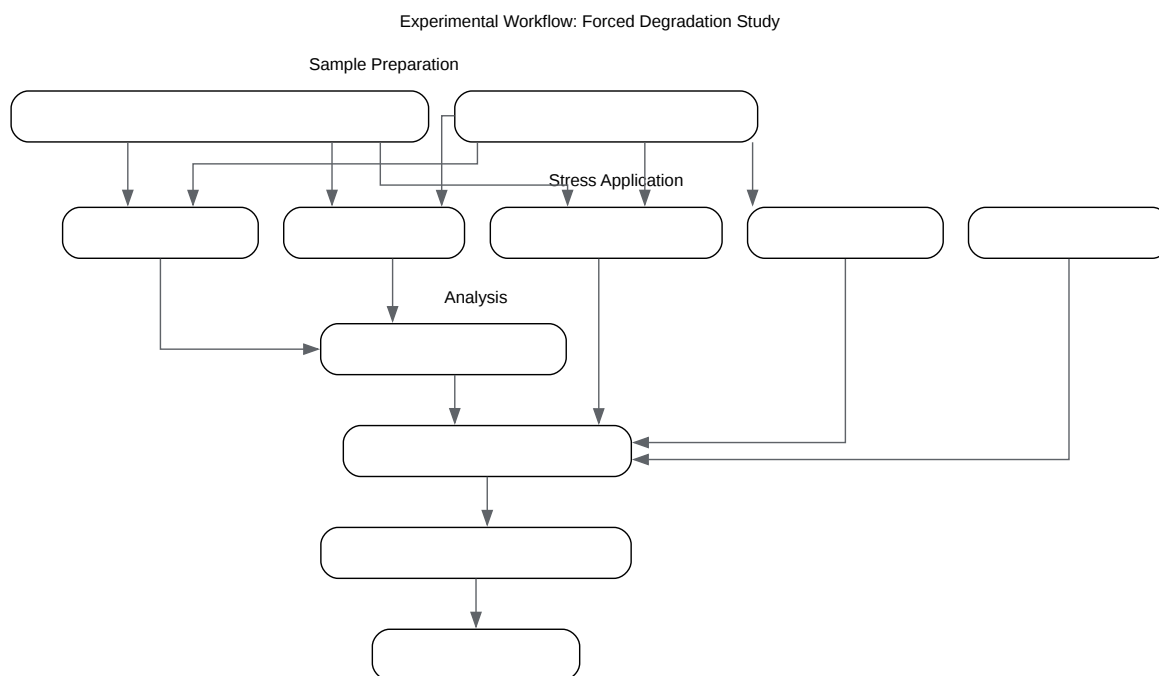 Experimental Workflow: Forced Degradation Study
Sample Preparation
Stress Application
Analysis